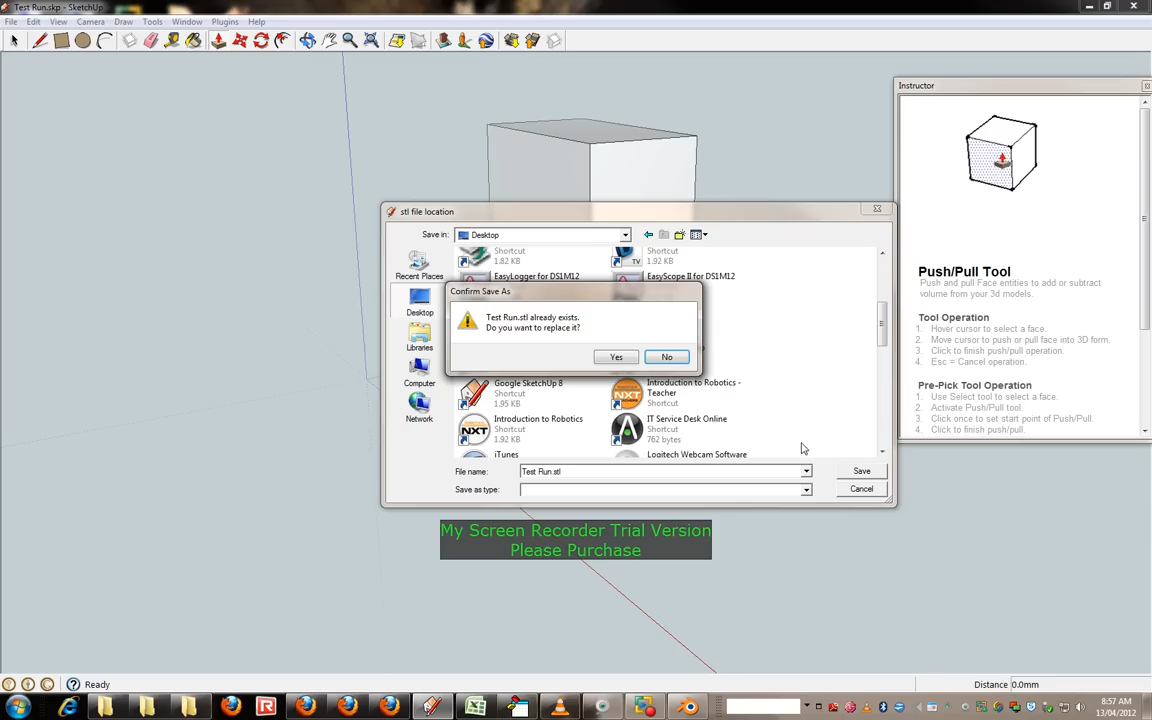 Test Run.skp - SketchUp
File Edit View Camera Draw Tools Window Plugins Help
Instructor
Push/Pull Tool
Push and pull Face entities to add or subtract
volume from your 3d models.
Tool Operation
1. Hover cursor to select a face.
2. Move cursor to push or pull face into 3D form.
3. Click to finish push/pull operation.
4. Esc = Cancel operation.
Pre-Pick Tool Operation
1. Use Select tool to select a face.
2. Activate Push/Pull tool.
3. Click once to set start point of Push/Pull.
4. Click to finish push/pull.
stl file location
Save in: Desktop
Recent Places
Desktop
Libraries
Computer
Network
Shortcut
1.82 KB
Shortcut
1.92 KB
TV
EasyLogger for DS1M12
EasyScope II for DS1M12
Confirm Save As
Test Run.stl already exists.
Do you want to replace it?
Yes No
Google SketchUp 8
Shortcut
1.95 KB
Introduction to Robotics -
Teacher
Shortcut
NXT
Introduction to Robotics
Shortcut
1.92 KB
NXT
IT Service Desk Online
Shortcut
762 bytes
iTunes
Logitech Webcam Software
File name: Test Run.stl Save
Save as type: Cancel
My Screen Recorder Trial Version
Please Purchase
Ready
Distance 0.0mm
8:57 AM
13/04/2012